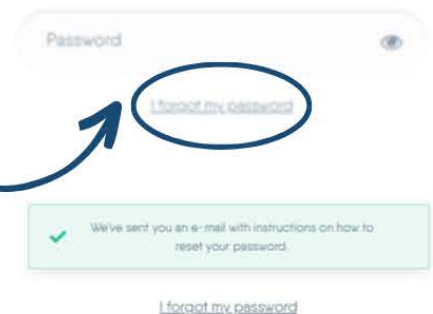 Password
I forgot my password
We've sent you an e-mail with instructions on how to
reset your password.
I forgot my password